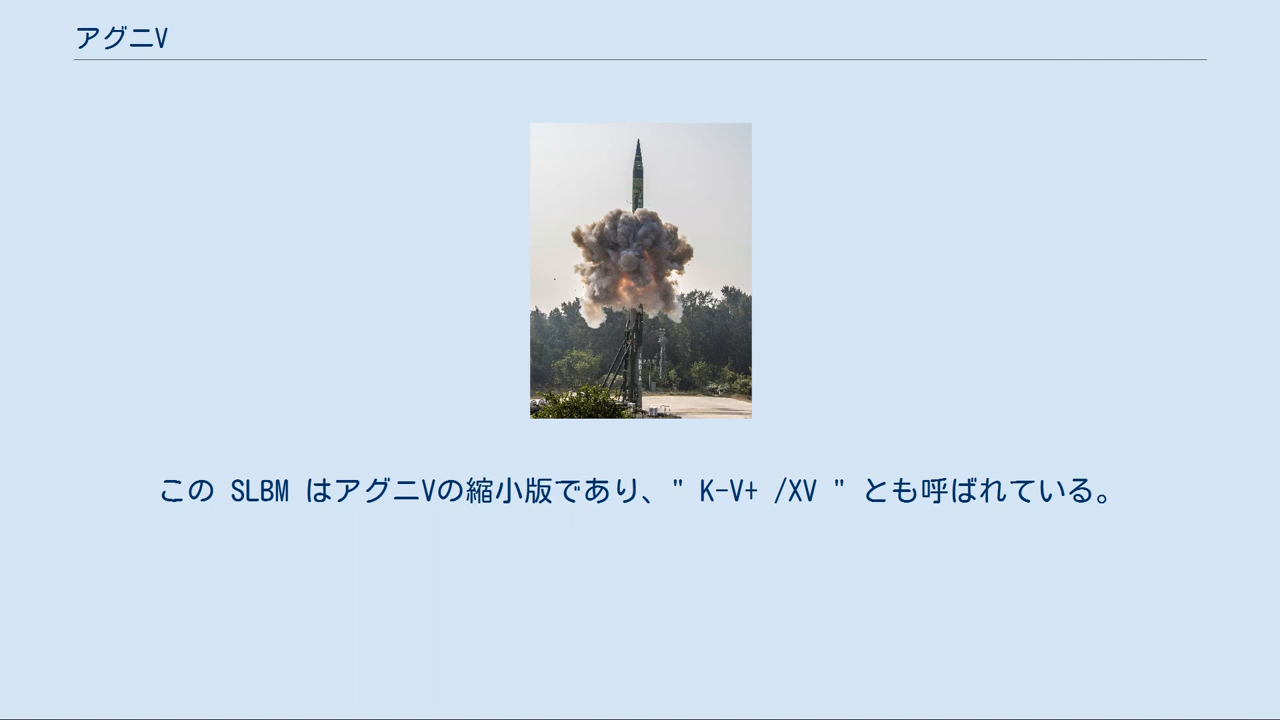 アグニV
この SLBM はアグニVの縮小版であり、" K-V+ /XV " とも呼ばれている。